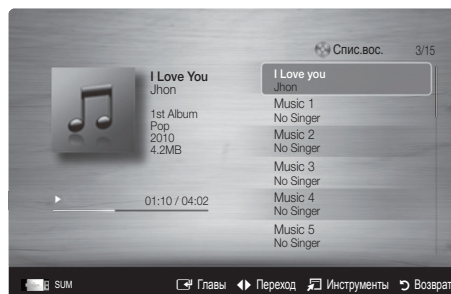 Спис.вос. 3/15
I Love You
Jhon
1st Album
Pop
2010
4.2MB
01:10 / 04:02
I Love you
Jhon
Music 1
No Singer
Music 2
No Singer
Music 3
No Singer
Music 4
No Singer
Music 5
No Singer
SUM Главы Переход Инструменты Возврат